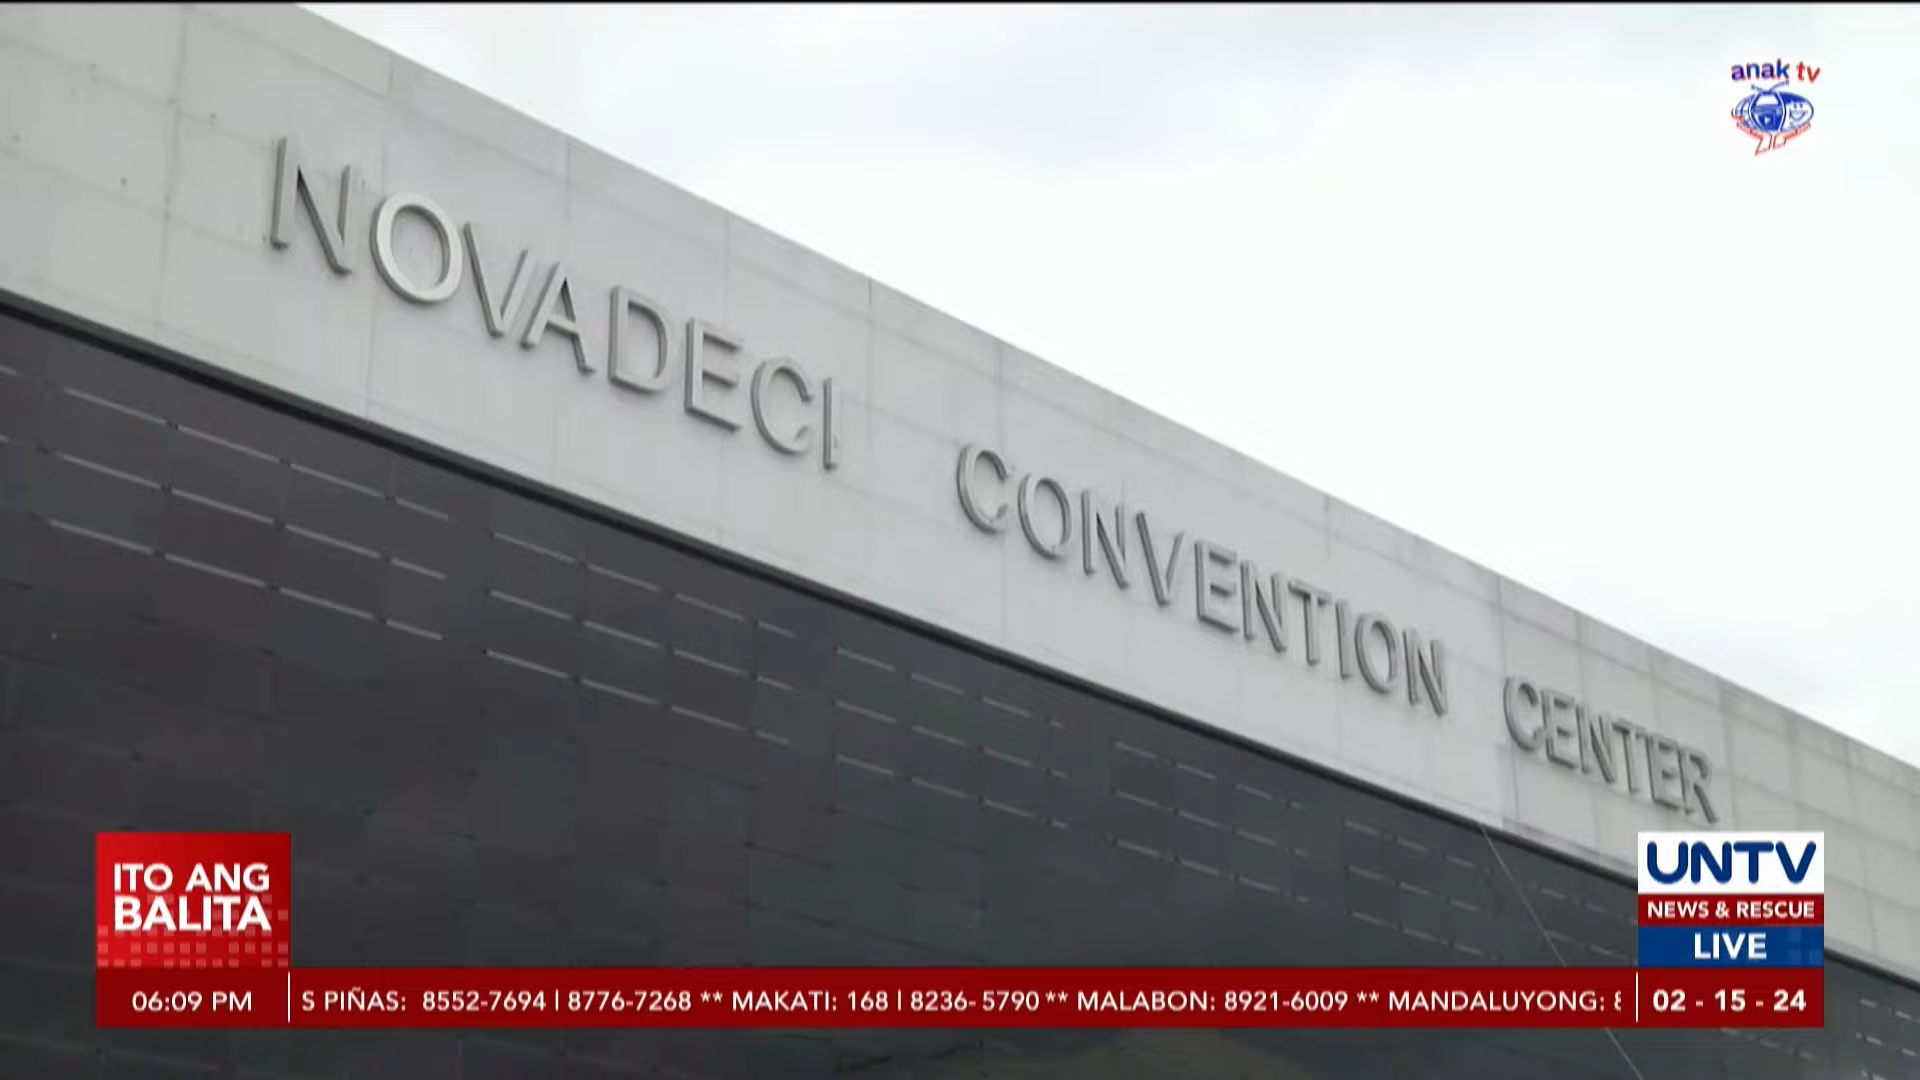 anak tv
NOVADECI CONVENTION CENTER
ITO ANG
BALITA
UNTV
NEWS & RESCUE
LIVE
06:09 PM
S PIÑAS: 8552-7694 | 8776-7268 ** MAKATI: 168 | 8236-5790 ** MALABON: 8921-6009 ** MANDALUYONG:
02 - 15 - 24